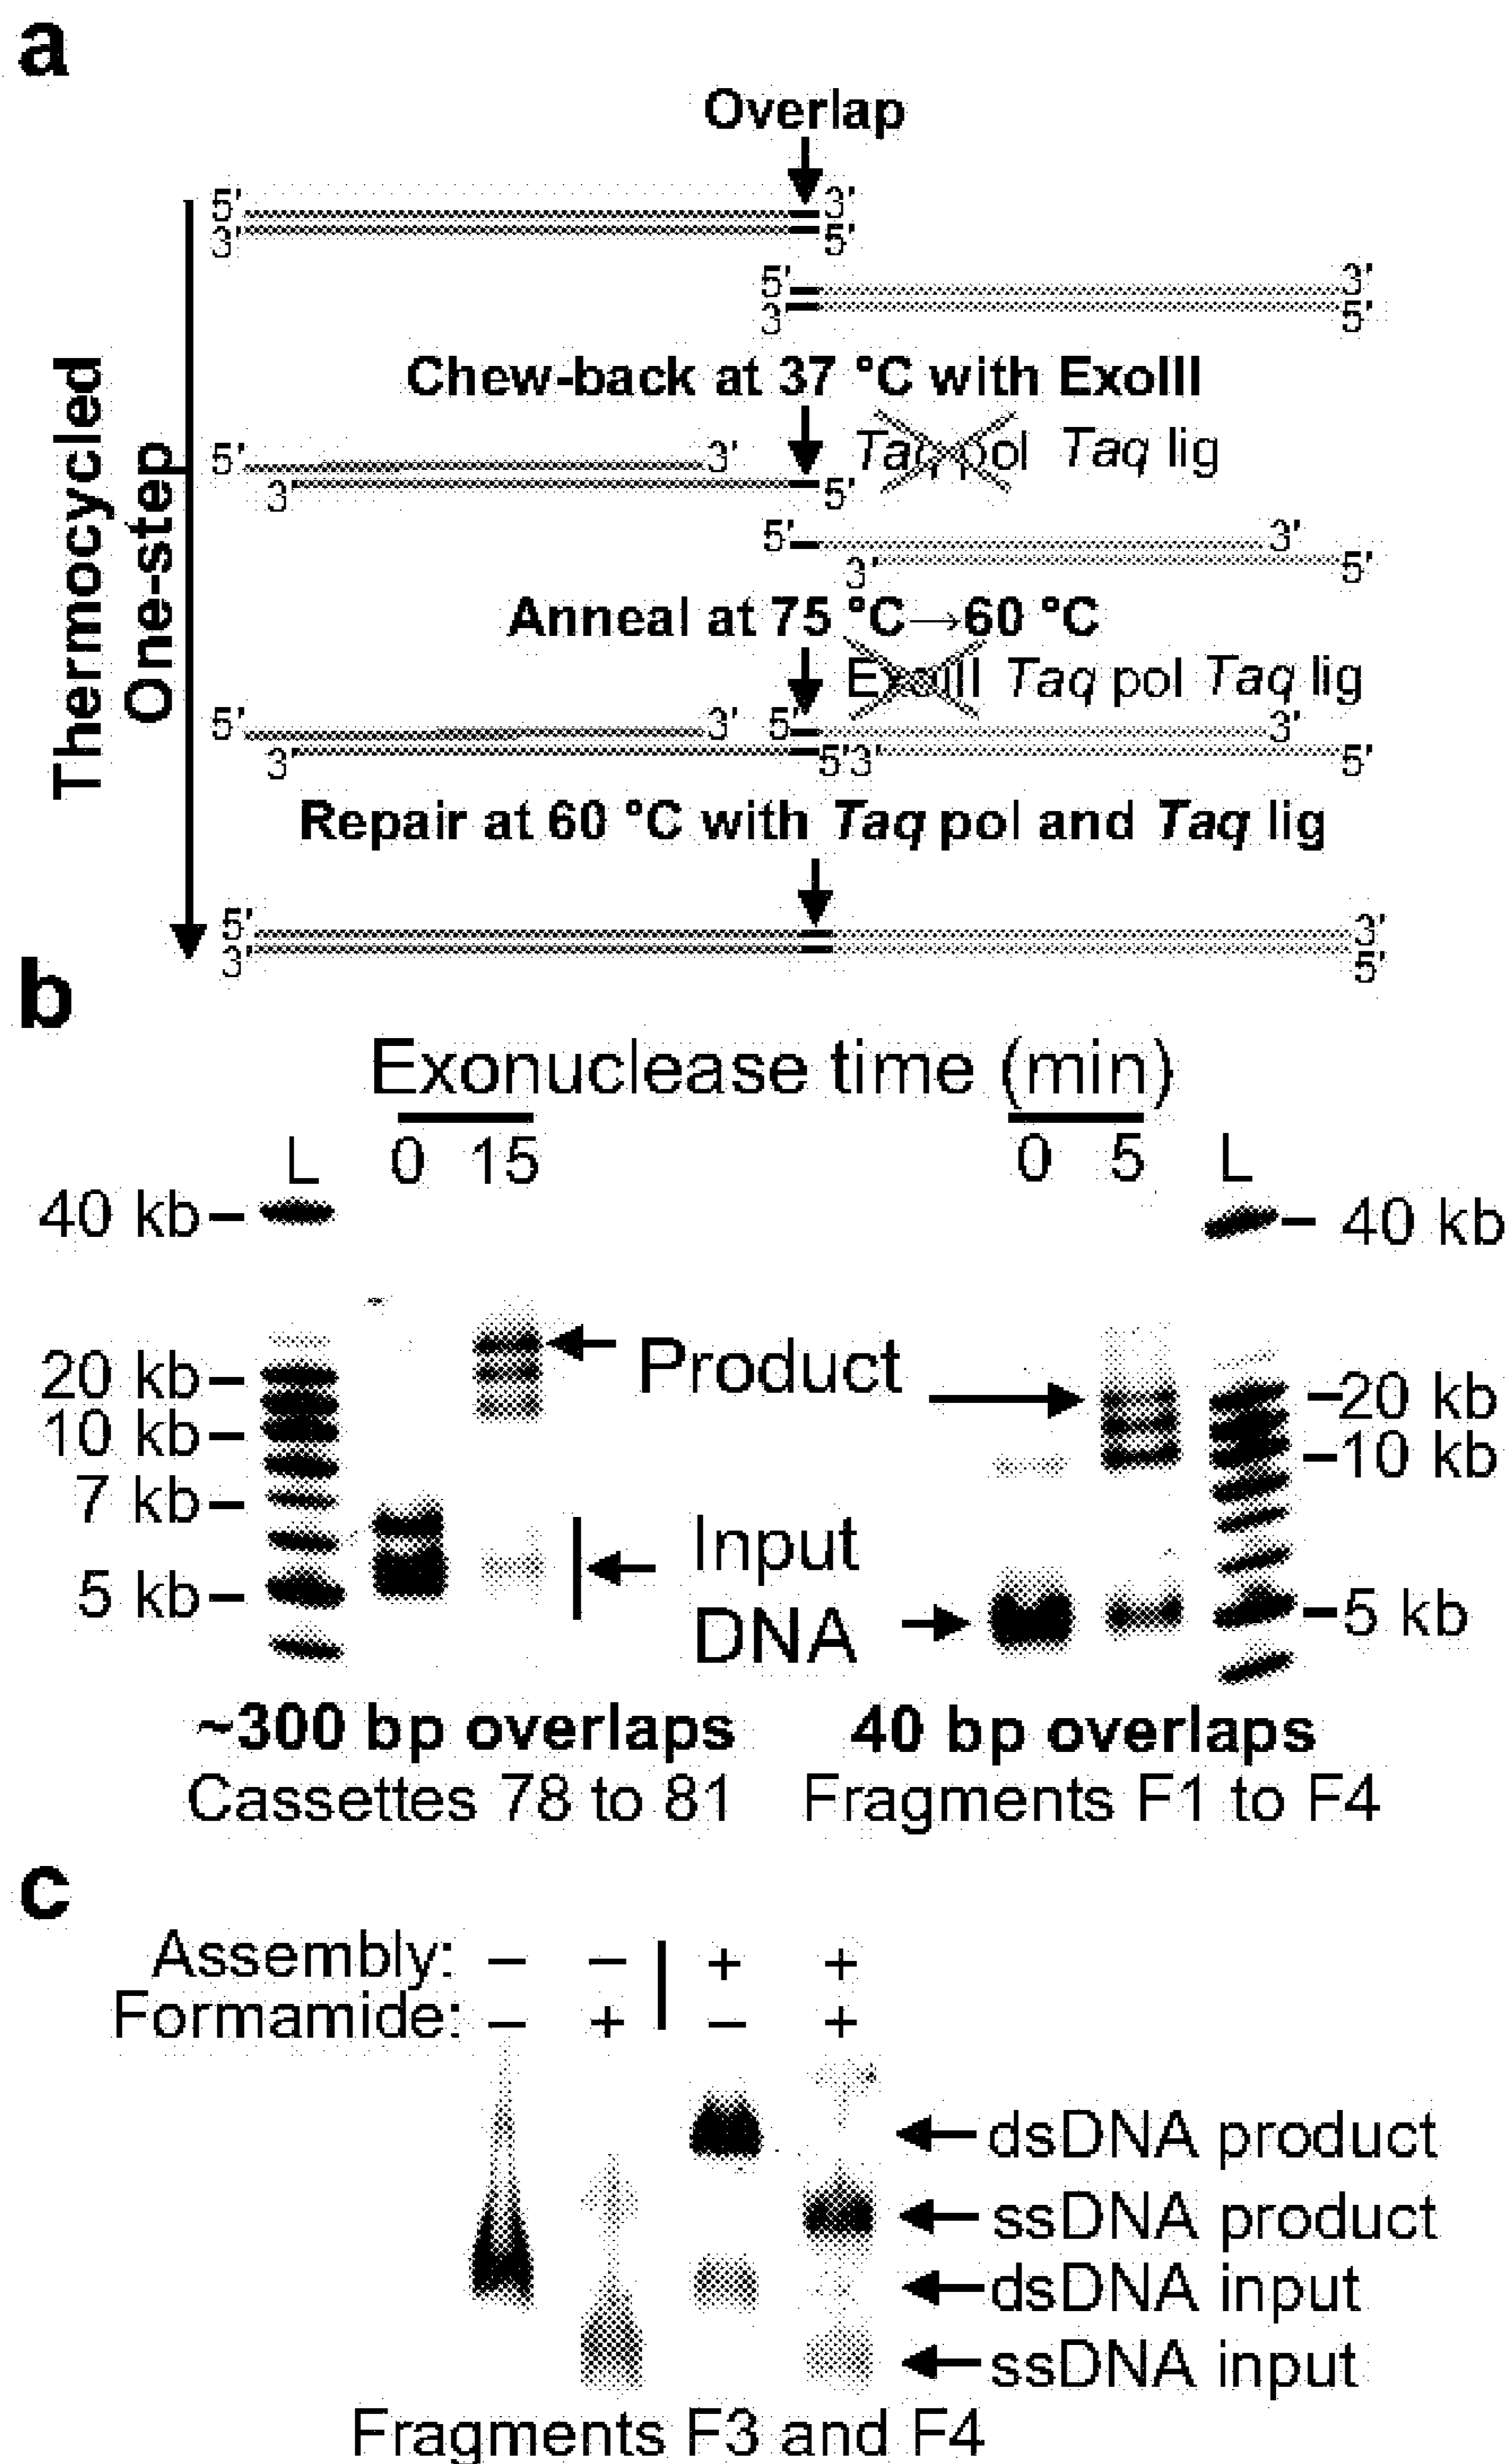 a
Overlap
5' 3'
3' 5'
5' 3'
3' 5'
Chew-back at 37 °C with ExoIII
Taq pol Taq lig
5' 3'
3' 5'
5' 3'
3' 5'
Anneal at 75 °C→60 °C
ExoIII Taq pol Taq lig
5' 3' 5' 3'
3' 5'3' 5'
Repair at 60 °C with Taq pol and Taq lig
5' 3'
3' 5'
Thermocycled
One-step
b
Exonuclease time (min)
L 0 15 0 5 L
40 kb 40 kb
Product
20 kb 20 kb
10 kb 10 kb
7 kb
Input
DNA
5 kb 5 kb
~300 bp overlaps 40 bp overlaps
Cassettes 78 to 81 Fragments F1 to F4
c
Assembly: – – + +
Formamide: – + – +
dsDNA product
ssDNA product
dsDNA input
ssDNA input
Fragments F3 and F4